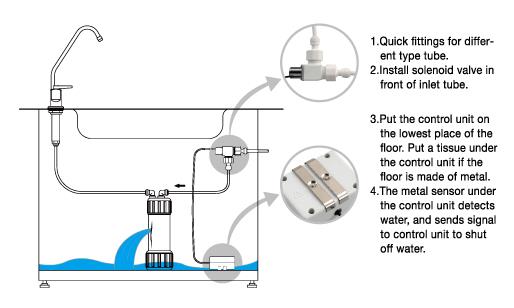 1.Quick fittings for differ-
ent type tube.
2.Install solenoid valve in
front of inlet tube.
3.Put the control unit on
the lowest place of the
floor. Put a tissue under
the control unit if the
floor is made of metal.
4.The metal sensor under
the control unit detects
water, and sends signal
to control unit to shut
off water.